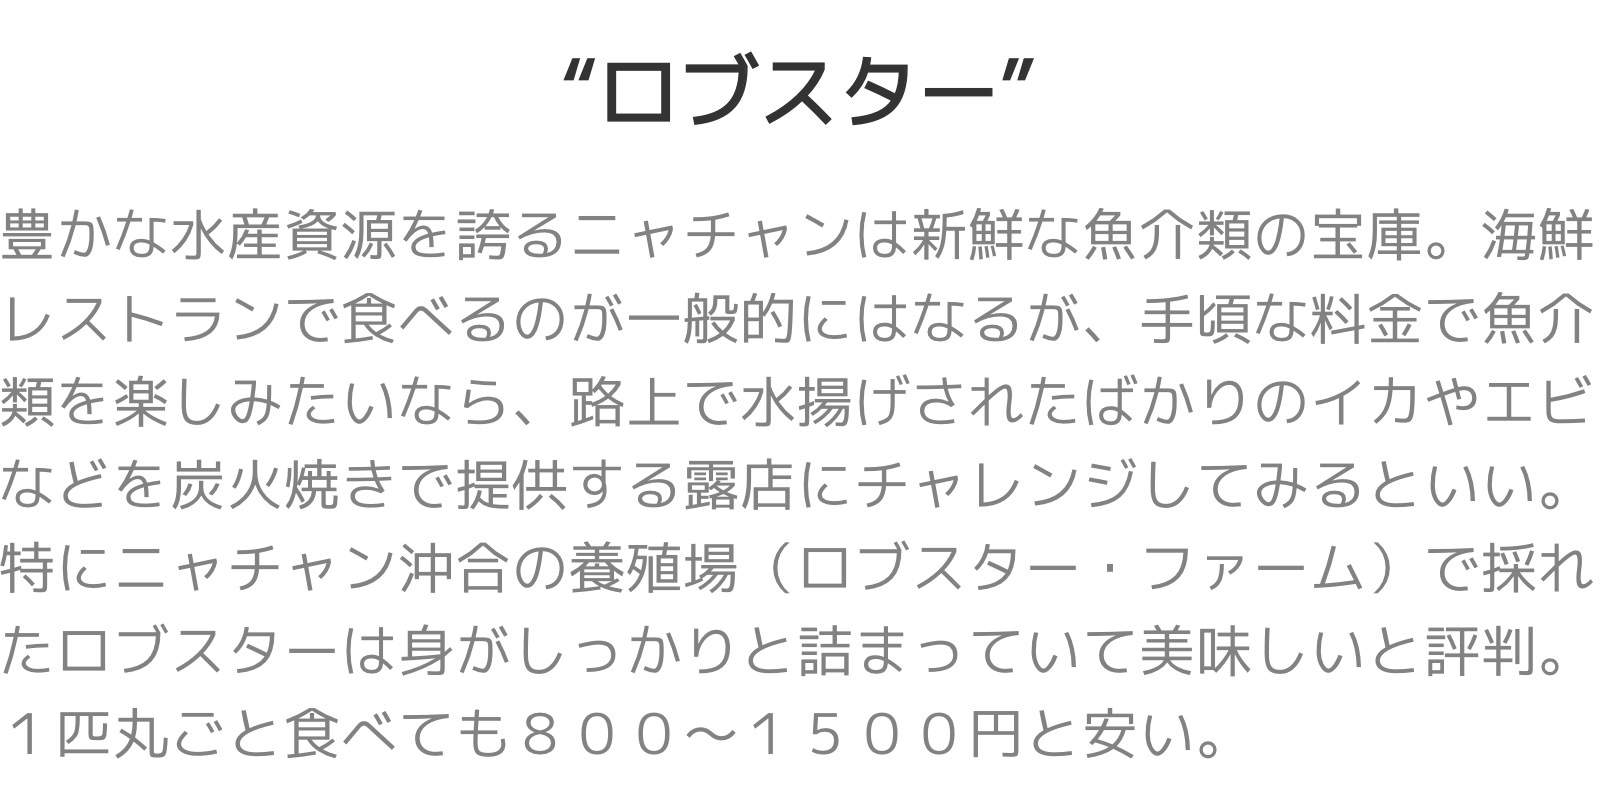 “ロブスター”
豊かな水産資源を誇るニャチャンは新鮮な魚介類の宝庫。海鮮
レストランで食べるのが一般的にはなるが、手頃な料金で魚介
類を楽しみたいなら、路上で水揚げされたばかりのイカやエビ
などを炭火焼きで提供する露店にチャレンジしてみるといい。
特にニャチャン沖合の養殖場（ロブスター・ファーム）で採れ
たロブスターは身がしっかりと詰まっていて美味しいと評判。
１匹丸ごと食べても８００〜１５００円と安い。